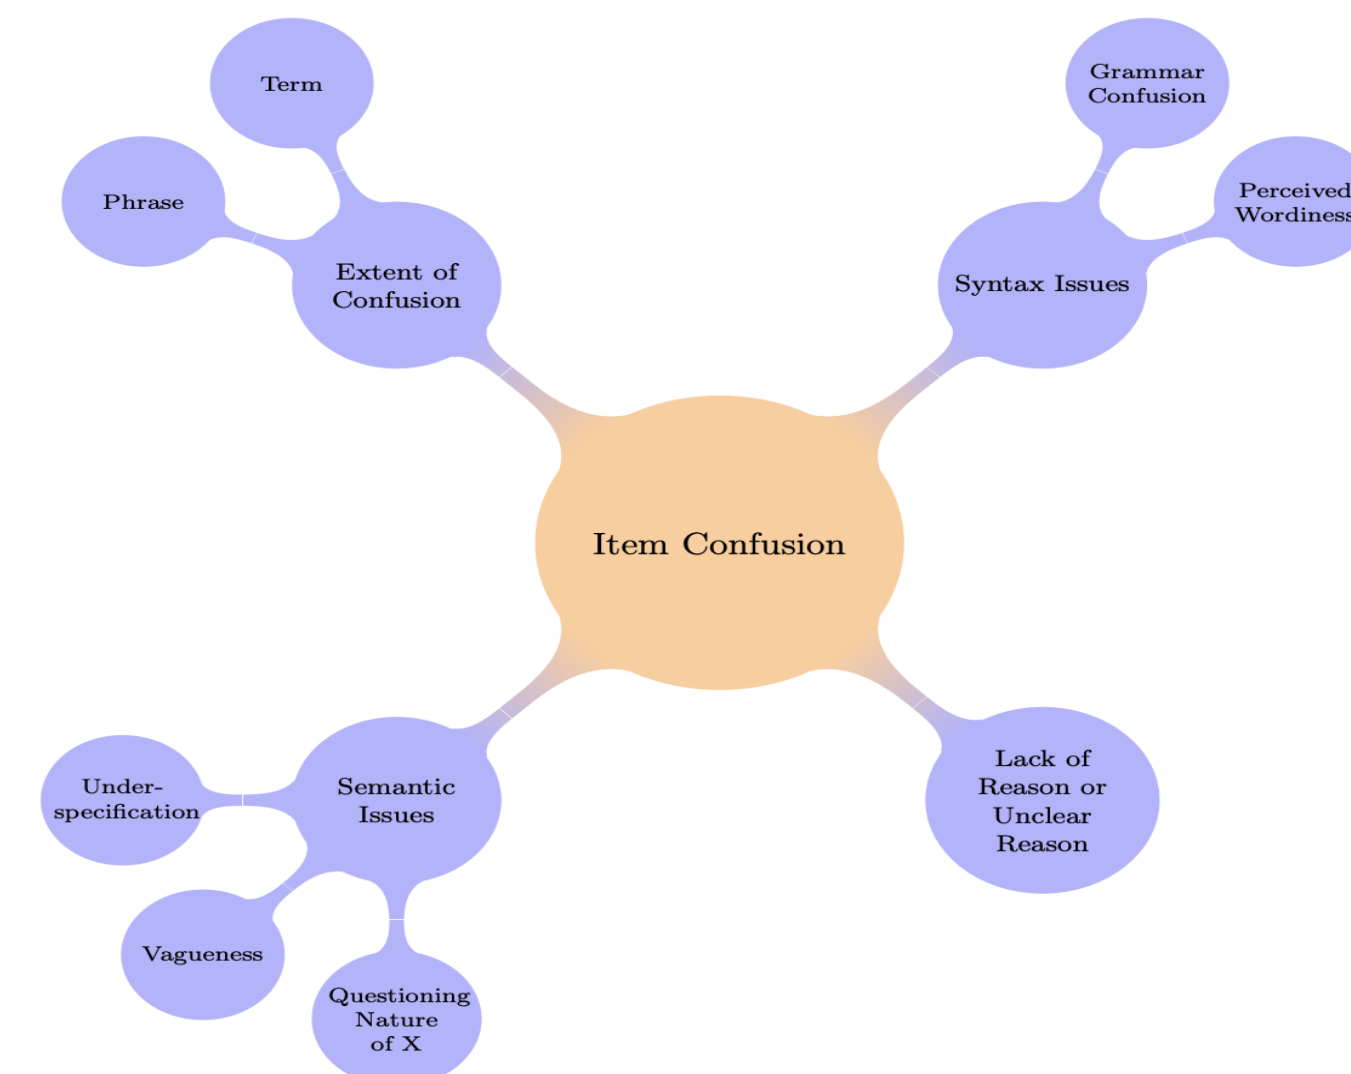 Term
Phrase
Extent of
Confusion
Grammar
Confusion
Perceived
Wordiness
Syntax Issues
Item Confusion
Under-
specification
Semantic
Issues
Vagueness
Questioning
Nature
of X
Lack of
Reason or
Unclear
Reason